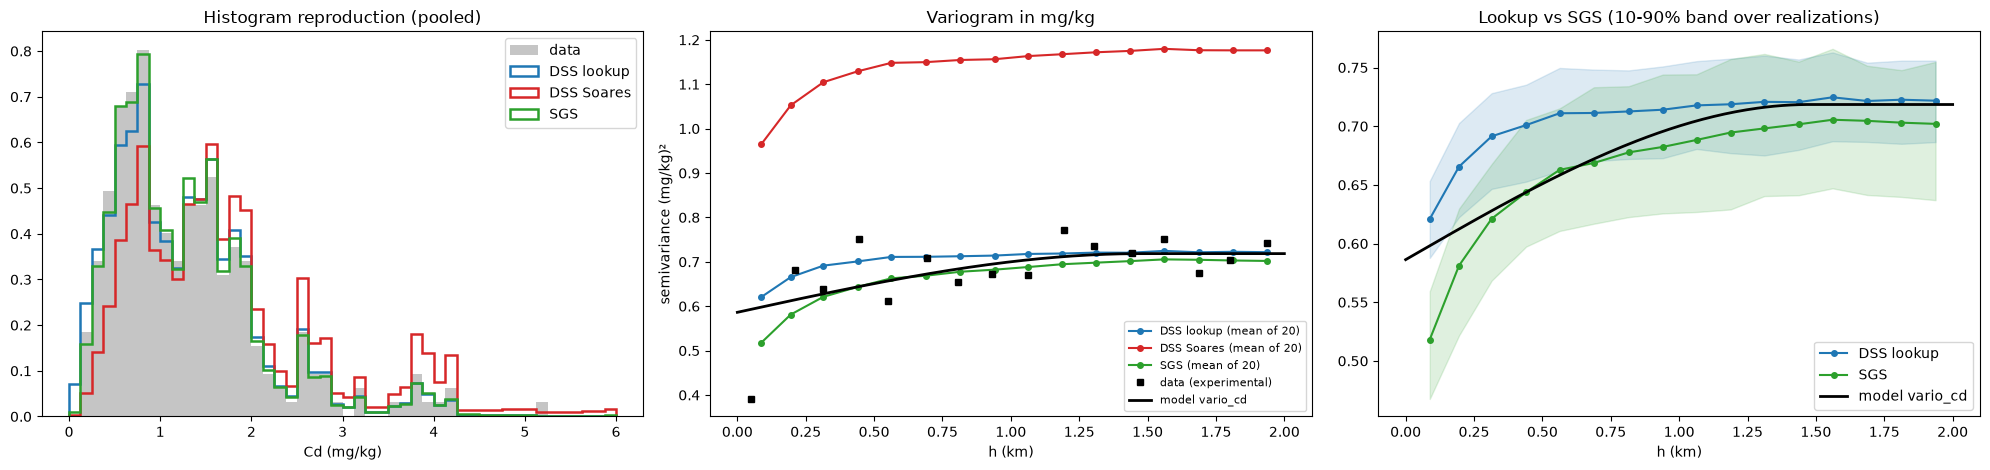 Histogram reproduction (pooled)
data
DSS lookup
DSS Soares
SGS
0.8
0.7
0.6
0.5
0.4
0.3
0.2
0.1
0.0
0
1
2
3
4
5
6
Cd (mg/kg)
Variogram in mg/kg
semivariance (mg/kg)²
1.2
1.1
1.0
0.9
0.8
0.7
0.6
0.5
0.4
DSS lookup (mean of 20)
DSS Soares (mean of 20)
SGS (mean of 20)
data (experimental)
model vario_cd
0.00
0.25
0.50
0.75
1.00
1.25
1.50
1.75
2.00
h (km)
Lookup vs SGS (10-90% band over realizations)
0.75
0.70
0.65
0.60
0.55
0.50
DSS lookup
SGS
model vario_cd
0.00
0.25
0.50
0.75
1.00
1.25
1.50
1.75
2.00
h (km)